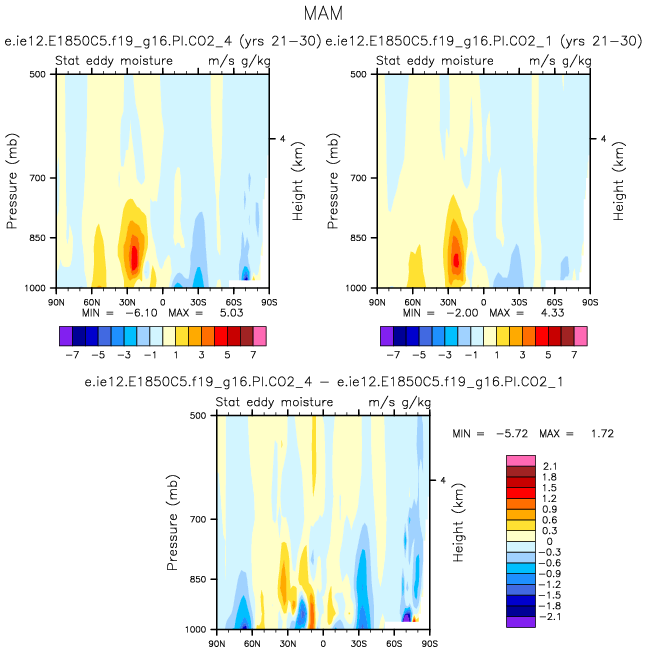 MAM
e.ie12.E1850C5.f19_g16.PI.CO2_4 (yrs 21-30) e.ie12.E1850C5.f19_g16.PI.CO2_1 (yrs 21-30)
Stat eddy moisture m/s g/kg Stat eddy moisture m/s g/kg
500 500
4 4
700 700
850 850
1000 1000
Pressure (mb) Height (km) Pressure (mb) Height (km)
90N 60N 30N 0 30S 60S 90S 90N 60N 30N 0 30S 60S 90S
MIN = -6.10 MAX = 5.03 MIN = -2.00 MAX = 4.33
-7 -5 -3 -1 1 3 5 7 -7 -5 -3 -1 1 3 5 7
e.ie12.E1850C5.f19_g16.PI.CO2_4 - e.ie12.E1850C5.f19_g16.PI.CO2_1
Stat eddy moisture m/s g/kg
500
4
700
850
1000
Pressure (mb) Height (km)
90N 60N 30N 0 30S 60S 90S
MIN = -5.72 MAX = 1.72
2.1
1.8
1.5
1.2
0.9
0.6
0.3
0
-0.3
-0.6
-0.9
-1.2
-1.5
-1.8
-2.1